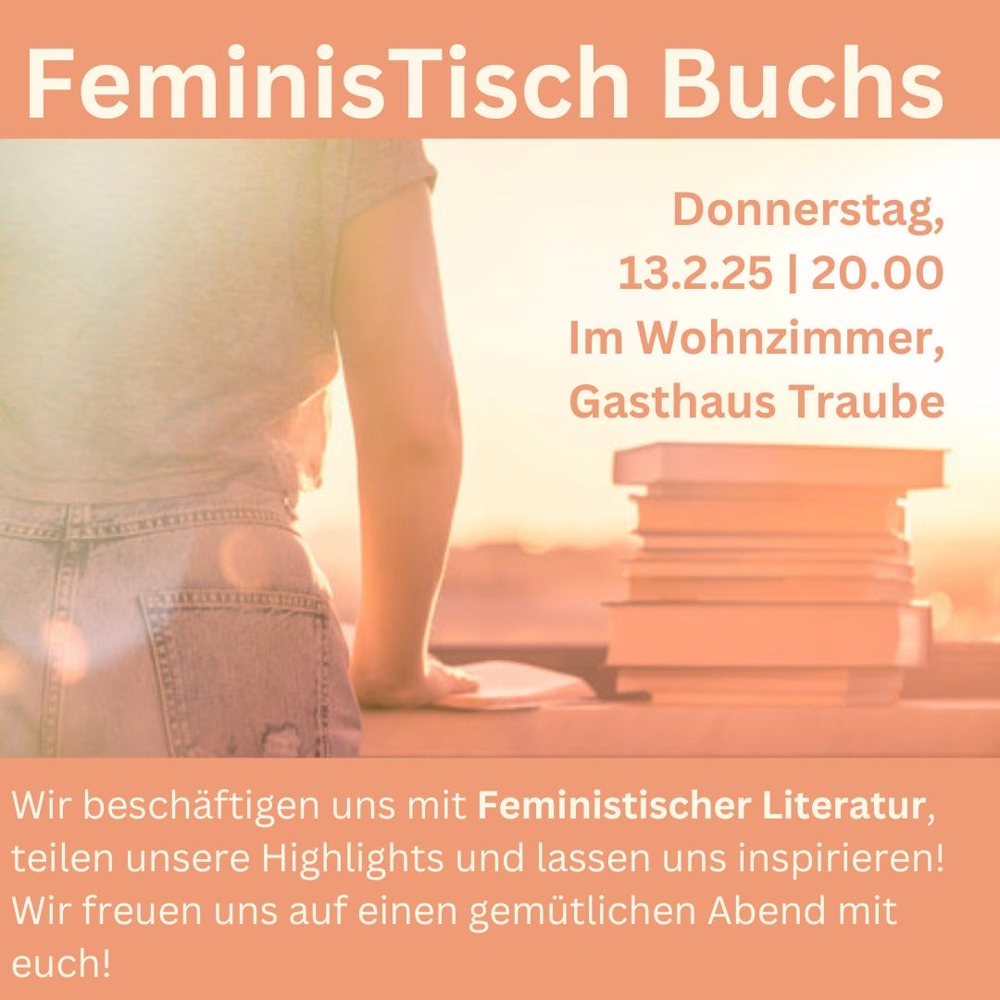 FeminisTisch Buchs
Donnerstag,
13.2.25 | 20.00
Im Wohnzimmer,
Gasthaus Traube
Wir beschäftigen uns mit Feministischer Literatur,
teilen unsere Highlights und lassen uns inspirieren!
Wir freuen uns auf einen gemütlichen Abend mit
euch!